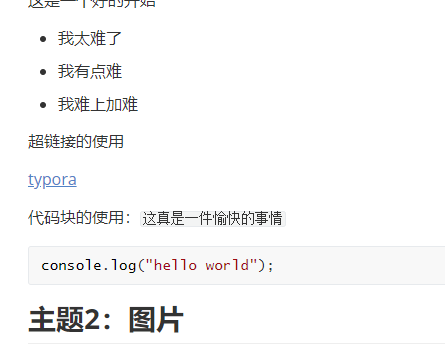 这是一个好的开始
我太难了
我有点难
我难上加难
超链接的使用
typora
代码块的使用：这真是一件愉快的事情
console.log("hello world");
主题2：图片